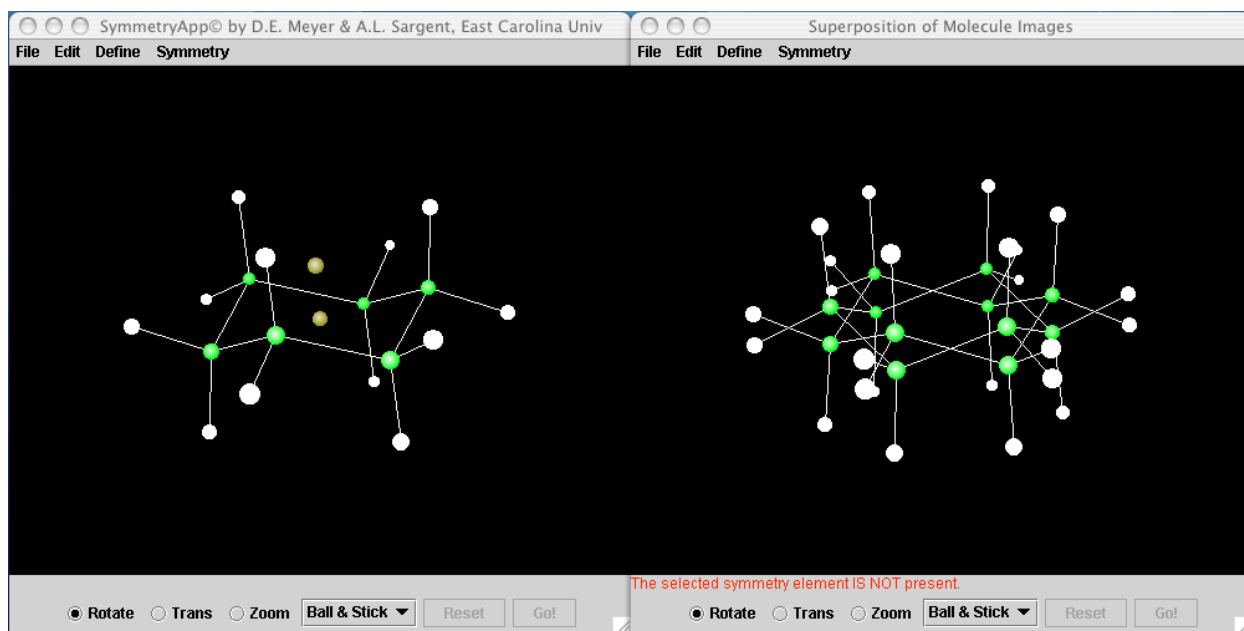 SymmetryApp© by D.E. Meyer & A.L. Sargent, East Carolina Univ
File Edit Define Symmetry
Rotate Trans Zoom Ball & Stick Reset Go!
Superposition of Molecule Images
File Edit Define Symmetry
The selected symmetry element IS NOT present.
Rotate Trans Zoom Ball & Stick Reset Go!